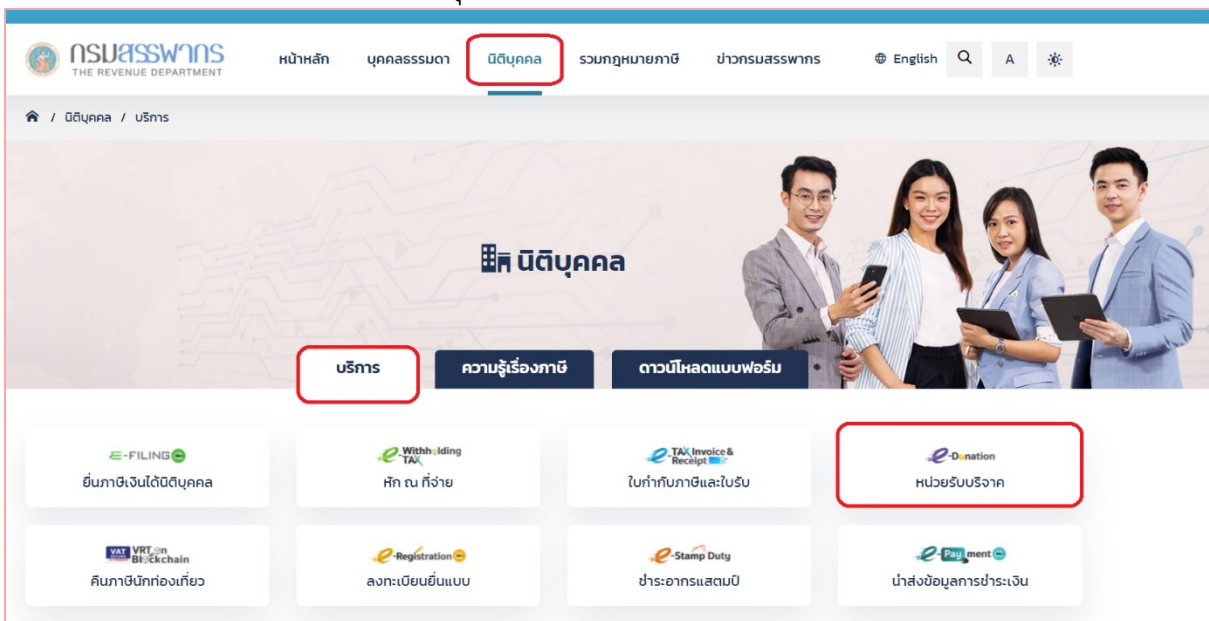 กรมสรรพากร
THE REVENUE DEPARTMENT
หน้าหลัก บุคคลธรรมดา นิติบุคคล รวมกฎหมายภาษี ข่าวกรมสรรพากร English A
/ นิติบุคคล / บริการ
นิติบุคคล
บริการ ความรู้เรื่องภาษี ดาวน์โหลดแบบฟอร์ม
E-FILING
ยื่นภาษีเงินได้นิติบุคคล
e-Withholding TAX
หัก ณ ที่จ่าย
e-TAX Invoice & Receipt
ใบกำกับภาษีและใบรับ
e-Donation
หน่วยรับบริจาค
VAT VRT on Blockchain
คืนภาษีนักท่องเที่ยว
e-Registration
ลงทะเบียนยื่นแบบ
e-Stamp Duty
ชำระอากรแสตมป์
e-Payment
นำส่งข้อมูลการชำระเงิน